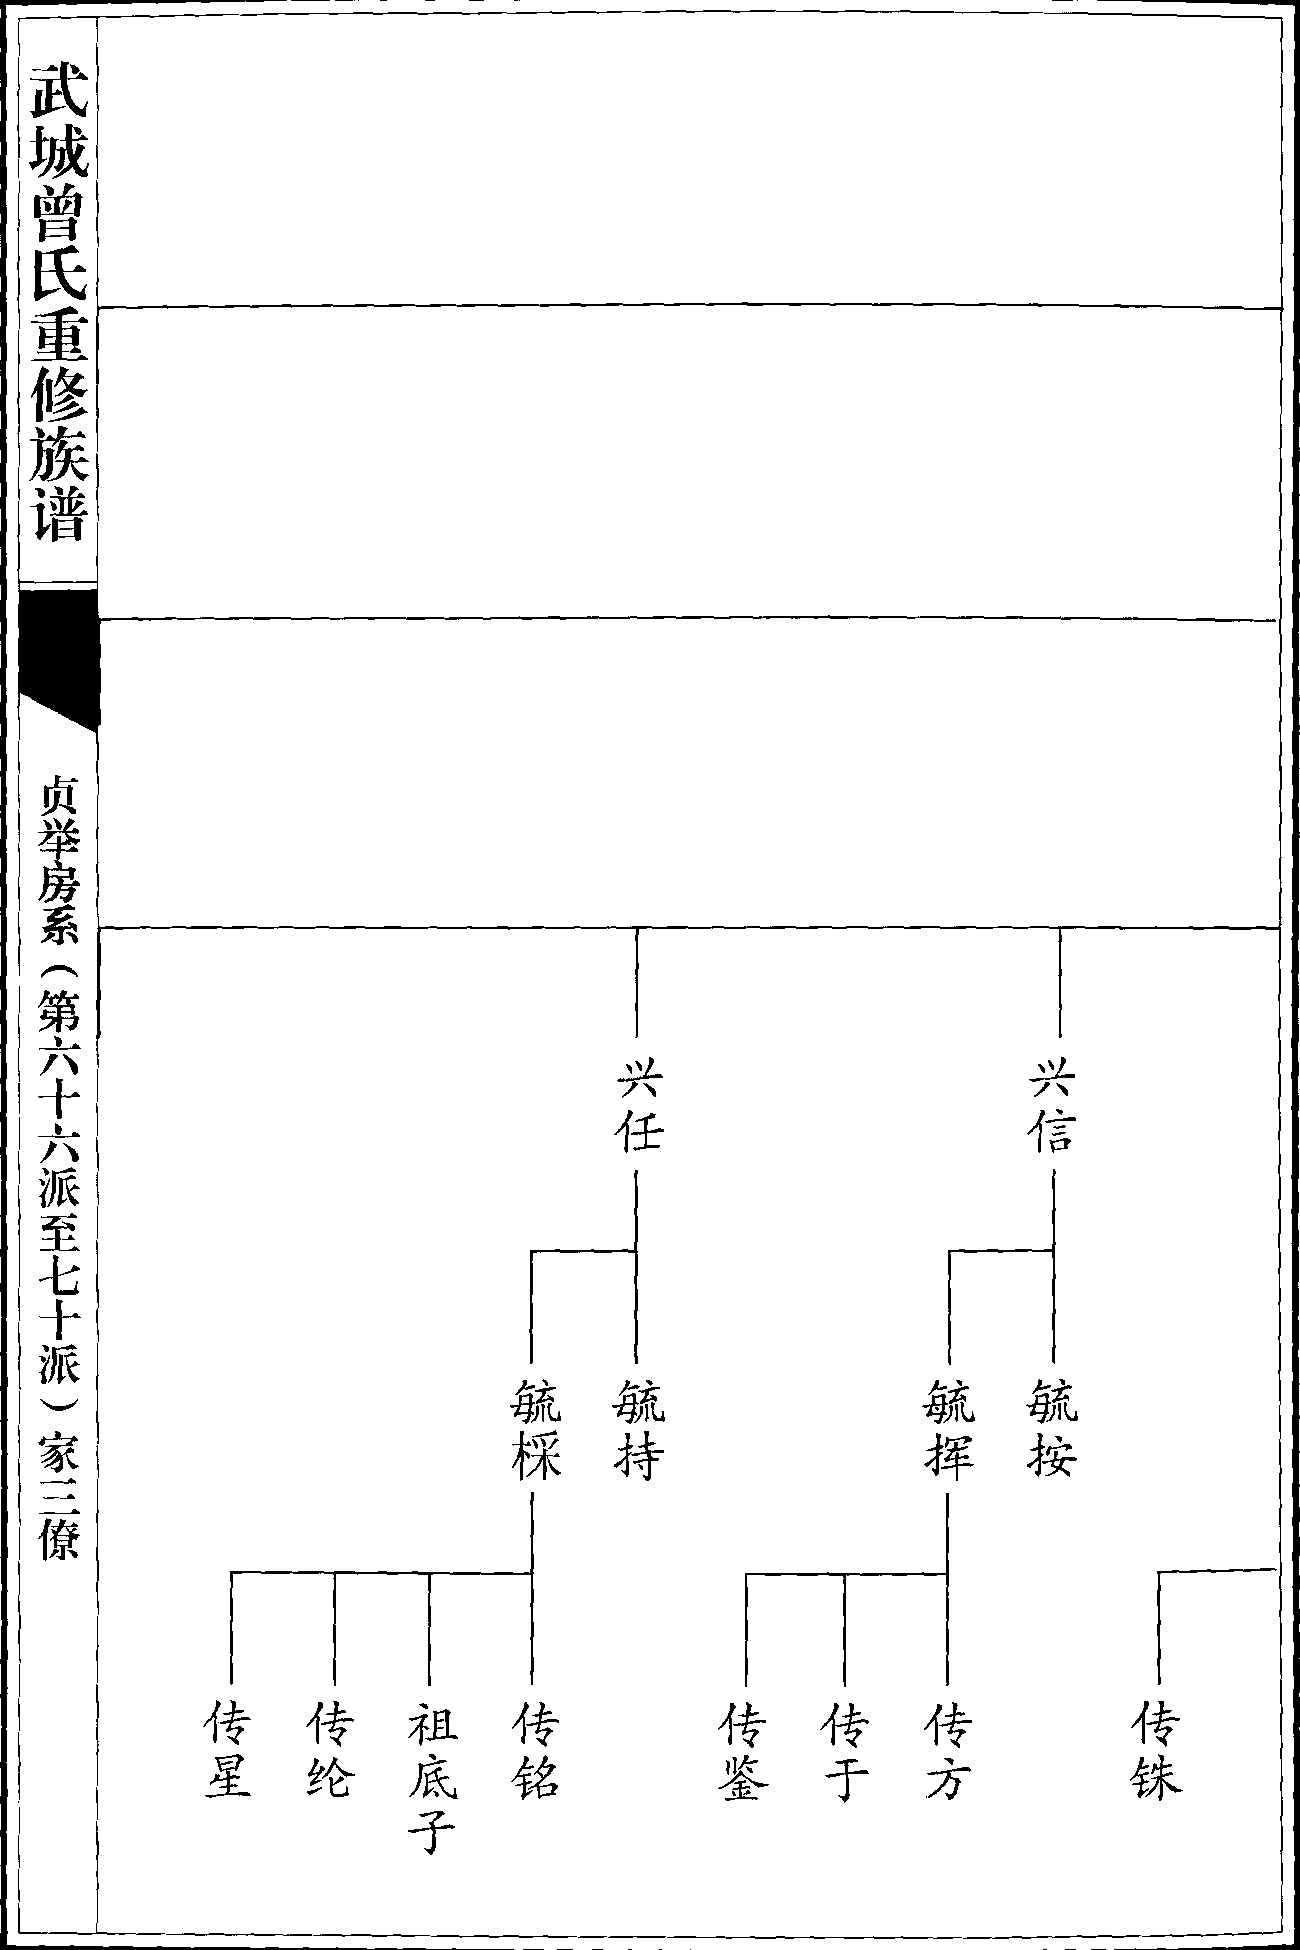 武城曾氏重修族谱
贞举房系（第六十六派至七十派）家三僚
兴信
兴任
毓按
毓挥
毓持
毓棌
传铢
传方
传于
传鉴
传铭
祖底子
传纶
传星